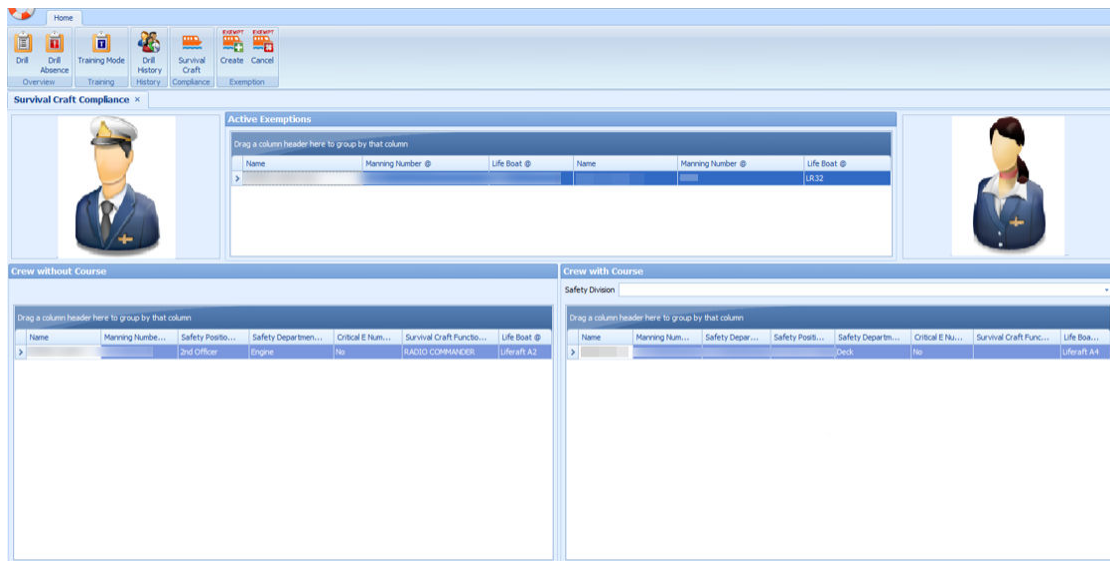 Home
EXEMPT EXEMPT
Drill Drill Absence Training Mode Drill History Survival Craft Create Cancel
Overview Training History Compliance Exemption
Survival Craft Compliance ×
Active Exemptions
Drag a column header here to group by that column
Name Manning Number @ Life Boat @ Name Manning Number @ Life Boat @
LR32
Crew without Course
Drag a column header here to group by that column
Name Manning Numbe... Safety Positio... Safety Departmen... Critical E Num... Survival Craft Functio... Life Boat @
2nd Officer Engine No RADIO COMMANDER Liferaft A2
Crew with Course
Safety Division
Drag a column header here to group by that column
Name Manning Num... Safety Depar... Safety Positi... Safety Departm... Critical E Nu... Survival Craft Func... Life Boa...
Deck No Liferaft A4